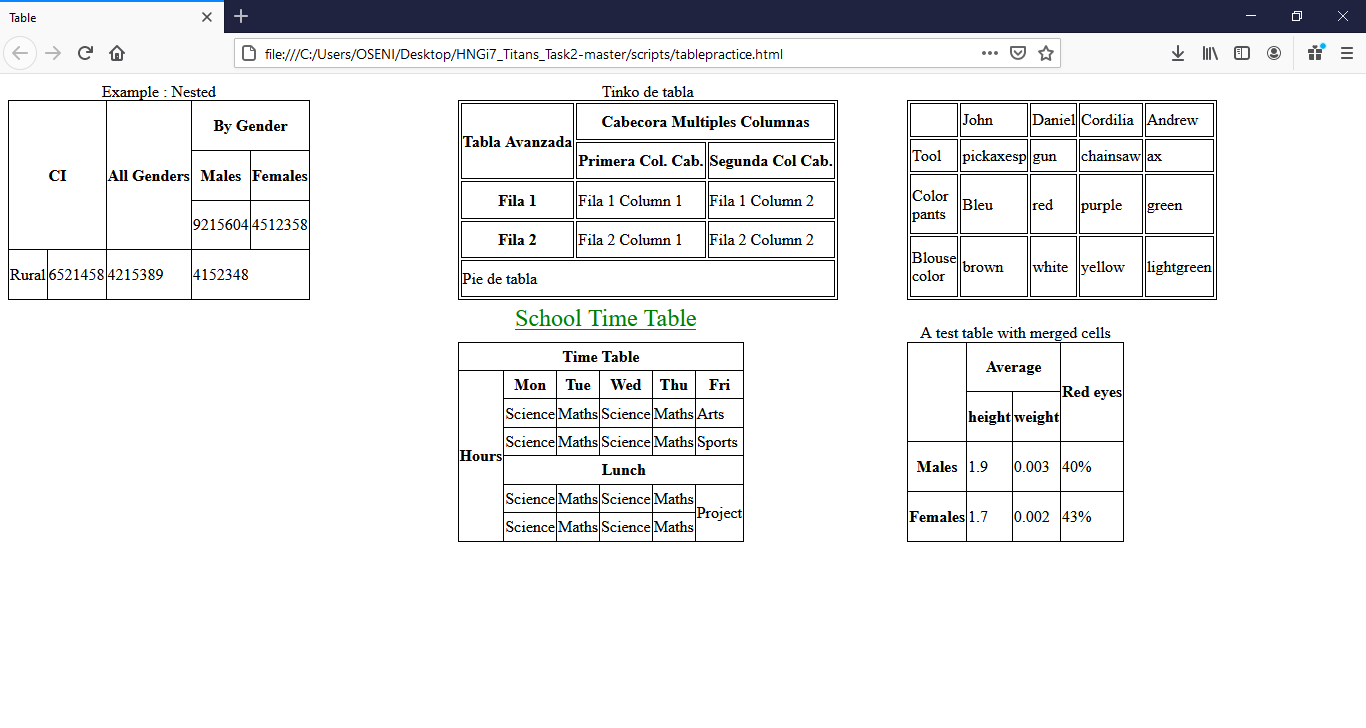 Table
file:///C:/Users/OSENI/Desktop/HNGi7_Titans_Task2-master/scripts/tablepractice.html
Example : Nested
CI All Genders By Gender
Males Females
9215604 4512358
Rural 6521458 4215389 4152348
Tinko de tabla
Tabla Avanzada Cabecora Multiples Columnas
Primera Col. Cab. Segunda Col Cab.
Fila 1 Fila 1 Column 1 Fila 1 Column 2
Fila 2 Fila 2 Column 1 Fila 2 Column 2
Pie de tabla
John Daniel Cordilia Andrew
Tool pickaxesp gun chainsaw ax
Color
pants Bleu red purple green
Blouse
color brown white yellow lightgreen
School Time Table
Time Table
Hours Mon Tue Wed Thu Fri
Science Maths Science Maths Arts
Science Maths Science Maths Sports
Lunch
Science Maths Science Maths Project
Science Maths Science Maths
A test table with merged cells
Average Red eyes
height weight
Males 1.9 0.003 40%
Females 1.7 0.002 43%